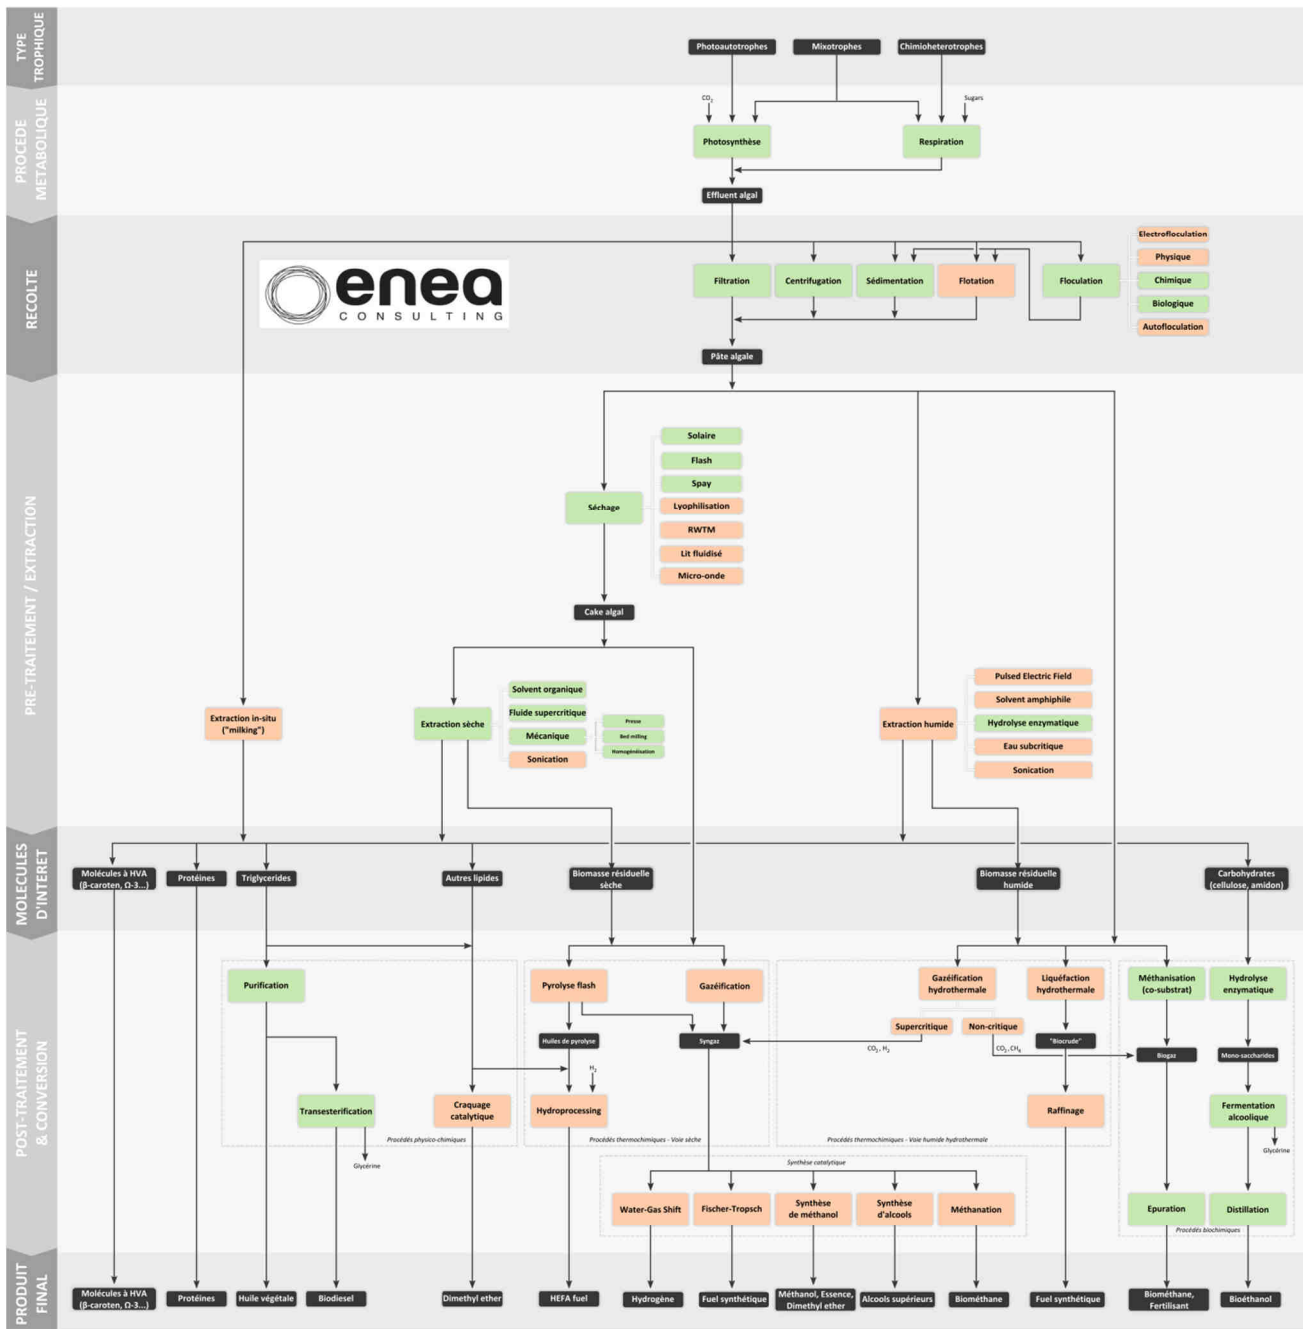 TYPE
TROPHIQUE
Photoautotrophes
Mixotrophes
Chimioheterotrophes
PROCEDE
METABOLIQUE
CO2
Sugars
Photosynthèse
Respiration
Effluent algal
RECOLTE
enea
CONSULTING
Filtration
Centrifugation
Sédimentation
Flotation
Floculation
Electrofloculation
Physique
Chimique
Biologique
Autofloculation
Pâte algale
PRE-TRAITEMENT / EXTRACTION
Séchage
Solaire
Flash
Spay
Lyophilisation
RWTM
Lit fluidisé
Micro-onde
Cake algal
Extraction in-situ
("milking")
Extraction sèche
Solvent organique
Fluide supercritique
Mécanique
Sonication
Presse
Bed milling
Homogénéisation
Extraction humide
Pulsed Electric Field
Solvent amphiphile
Hydrolyse enzymatique
Eau subcritique
Sonication
MOLECULES
D'INTERET
Molécules à HVA
(β-caroten, Ω-3...)
Protéines
Triglycerides
Autres lipides
Biomasse résiduelle
sèche
Biomasse résiduelle
humide
Carbohydrates
(cellulose, amidon)
POST-TRAITEMENT
& CONVERSION
Purification
Transesterification
Glycérine
Craquage
catalytique
Procédés physico-chimiques
Pyrolyse flash
Gazéification
Huiles de pyrolyse
Syngaz
H2
Hydroprocessing
Procédés thermochimiques - Voie sèche
Gazéification
hydrothermale
Liquéfaction
hydrothermale
Supercritique
Non-critique
CO2, H2
CO2, CH4
"Biocrude"
Raffinage
Procédés thermochimiques - Voie humide hydrothermale
Méthanisation
(co-substrat)
Hydrolyse
enzymatique
Biogaz
Mono-saccharides
Fermentation
alcoolique
Glycérine
Epuration
Distillation
Procédés biochimiques
Synthèse catalytique
Water-Gas Shift
Fischer-Tropsch
Synthèse
de méthanol
Synthèse
d'alcools
Méthanation
PRODUIT
FINAL
Molécules à HVA
(β-caroten, Ω-3...)
Protéines
Huile végétale
Biodiesel
Dimethyl ether
HEFA fuel
Hydrogène
Fuel synthétique
Méthanol, Essence,
Dimethyl ether
Alcools supérieurs
Biométhane
Fuel synthétique
Biométhane,
Fertilisant
Bioéthanol